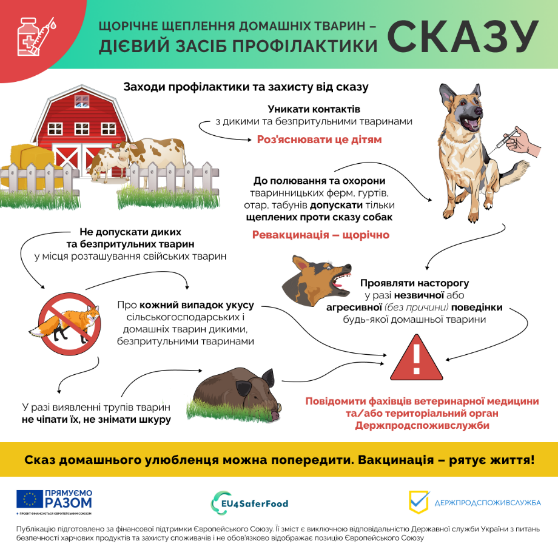 ЩОРІЧНЕ ЩЕПЛЕННЯ ДОМАШНІХ ТВАРИН –
ДІЄВИЙ ЗАСІБ ПРОФІЛАКТИКИ СКАЗУ
Заходи профілактики та захисту від сказу
Уникати контактів
з дикими та безпритульними тваринами
Роз'яснювати це дітям
До полювання та охорони
тваринницьких ферм, гуртів,
отар, табунів допускати тільки
щеплених проти сказу собак
Ревакцинація – щорічно
Не допускати диких
та безпритульних тварин
у місця розташування свійських тварин
Проявляти насторогу
у разі незвичної або
агресивної (без причини) поведінки
будь-якої домашньої тварини
Про кожний випадок укусу
сільськогосподарських і
домашніх тварин дикими,
безпритульними тваринами
У разі виявленні трупів тварин
не чіпати їх, не знімати шкуру
Повідомити фахівців ветеринарної медицини
та/або територіальний орган
Держпродспоживслужби
Сказ домашнього улюбленця можна попередити. Вакцинація – рятує життя!
ПРЯМУЄМО
РАЗОМ
EU4SaferFood
ДЕРЖПРОДСПОЖИВСЛУЖБА
Публікацію підготовлено за фінансової підтримки Європейського Союзу. Її зміст є виключною відповідальністю Державної служби України з питань
безпечності харчових продуктів та захисту споживачів і не обов'язково відображає позицію Європейського Союзу